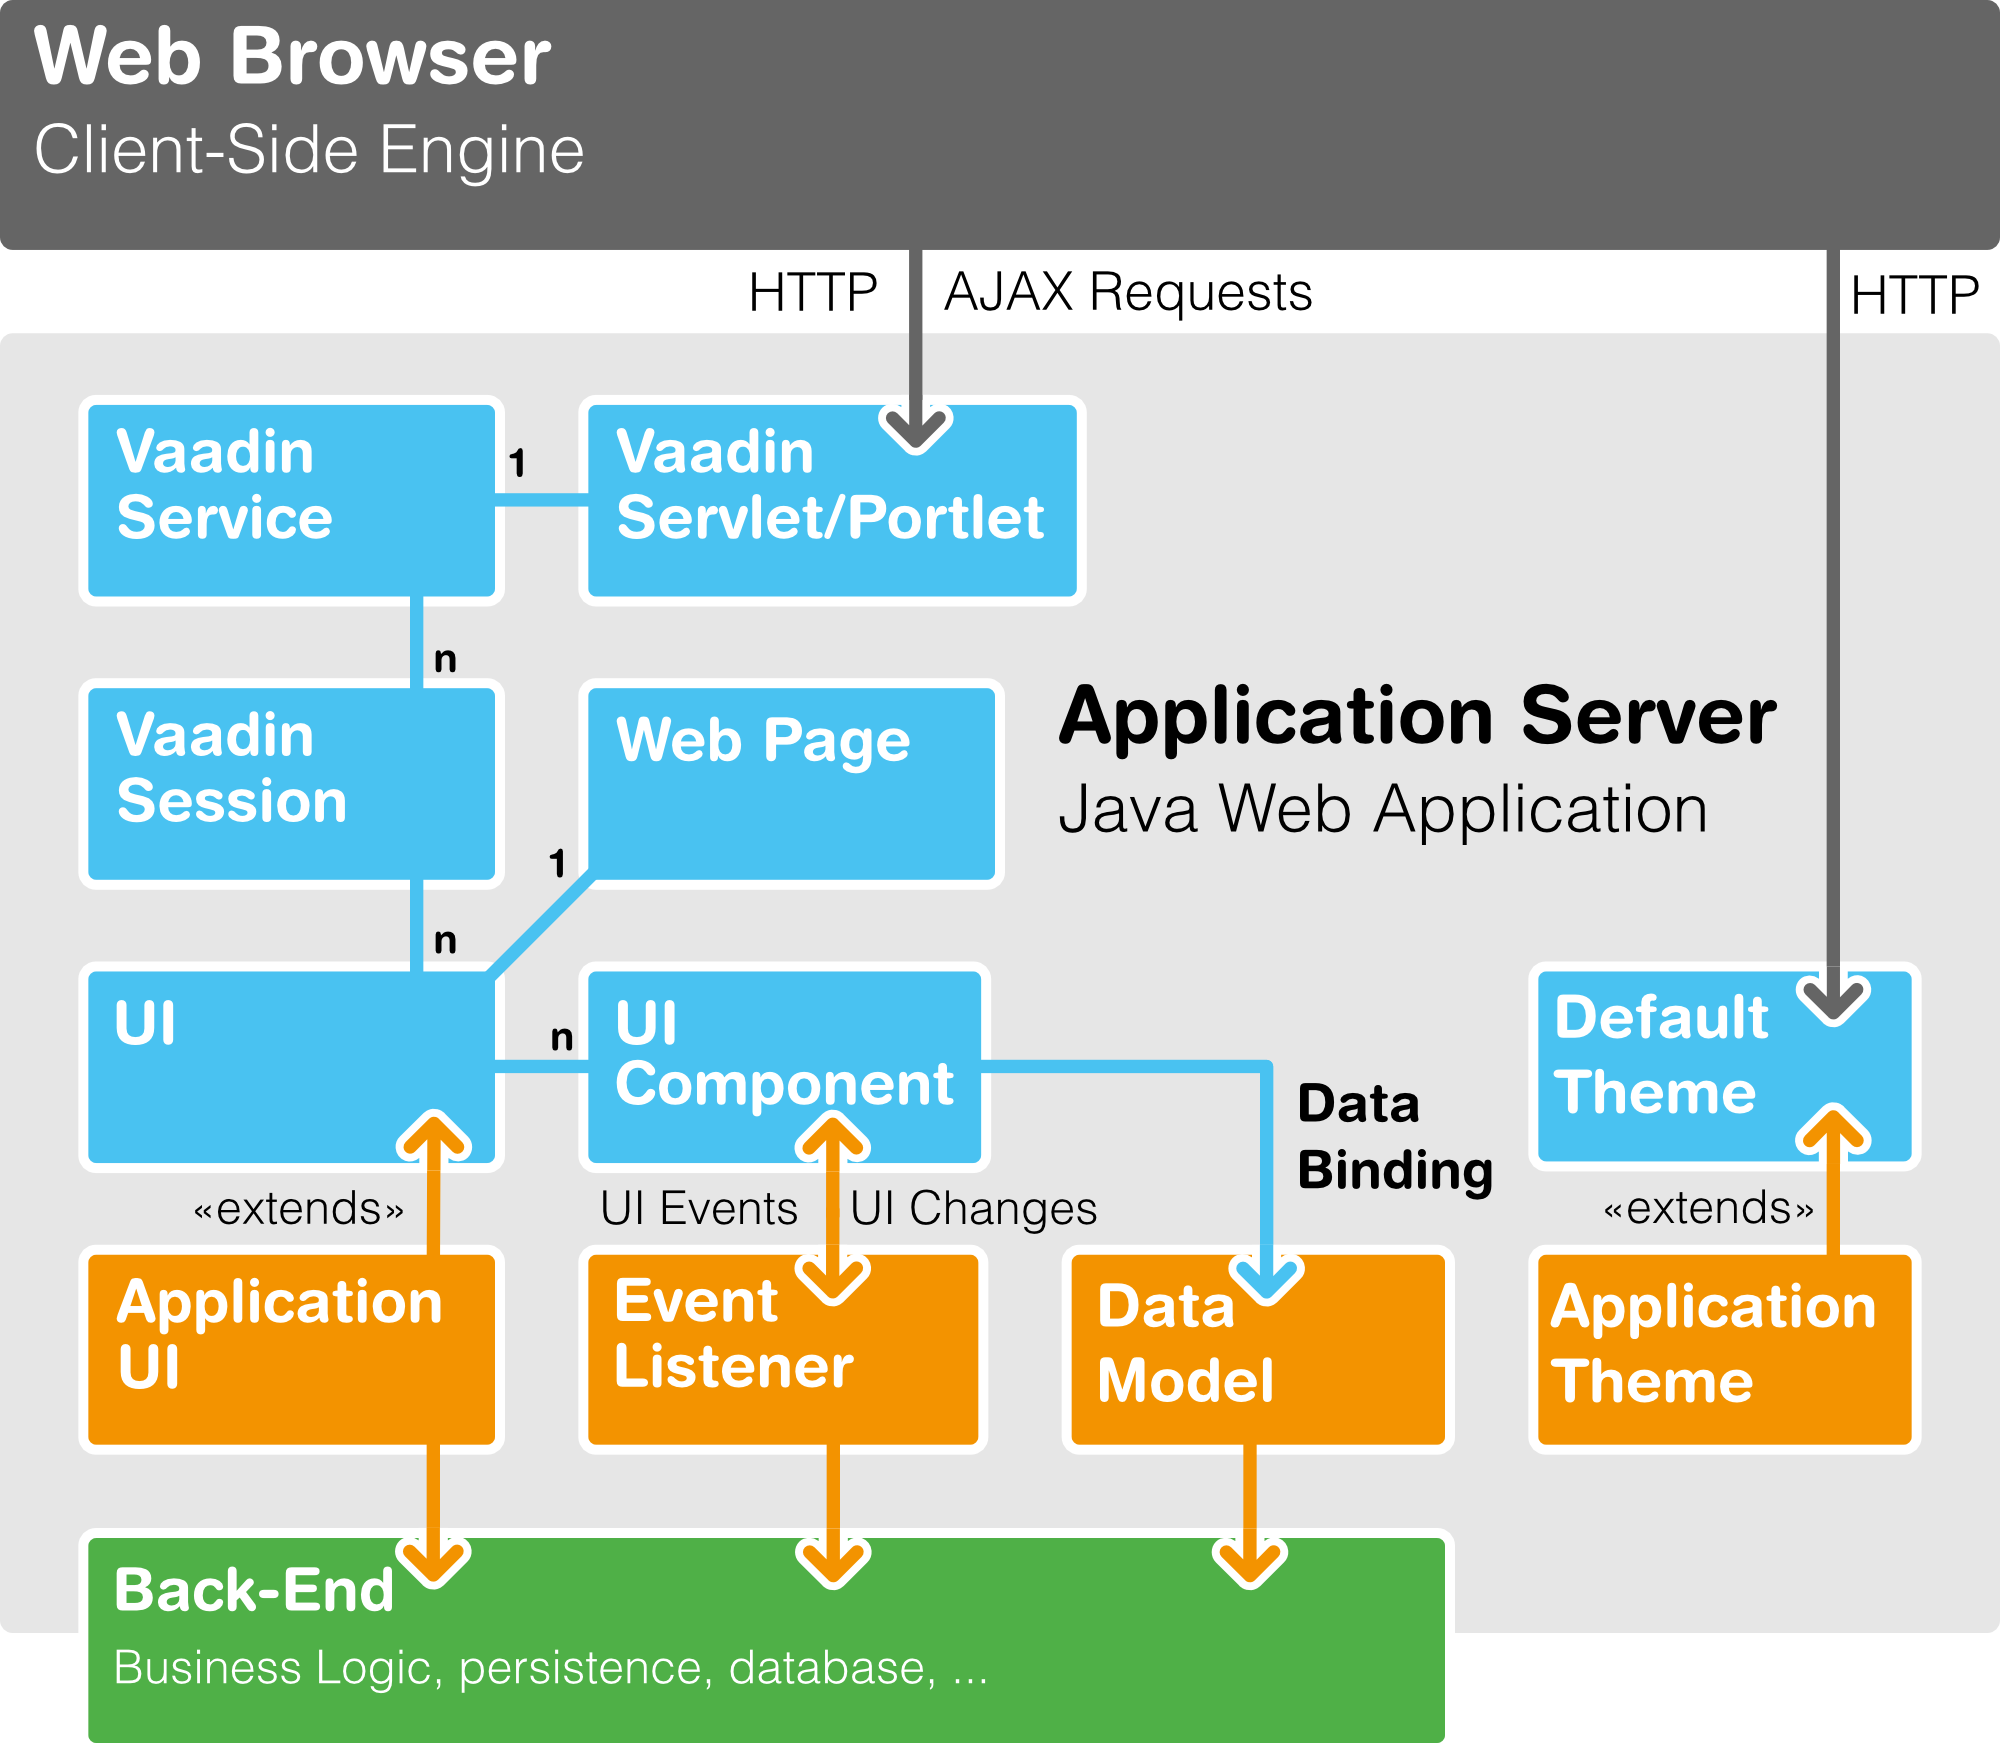 Web Browser
Client-Side Engine
HTTP
AJAX Requests
HTTP
Vaadin
Service
1
Vaadin
Servlet/Portlet
n
Vaadin
Session
Web Page
Application Server
Java Web Application
1
n
UI
n
UI
Component
Data
Binding
Default
Theme
«extends»
UI Events
UI Changes
«extends»
Application
UI
Event
Listener
Data
Model
Application
Theme
Back-End
Business Logic, persistence, database, ...